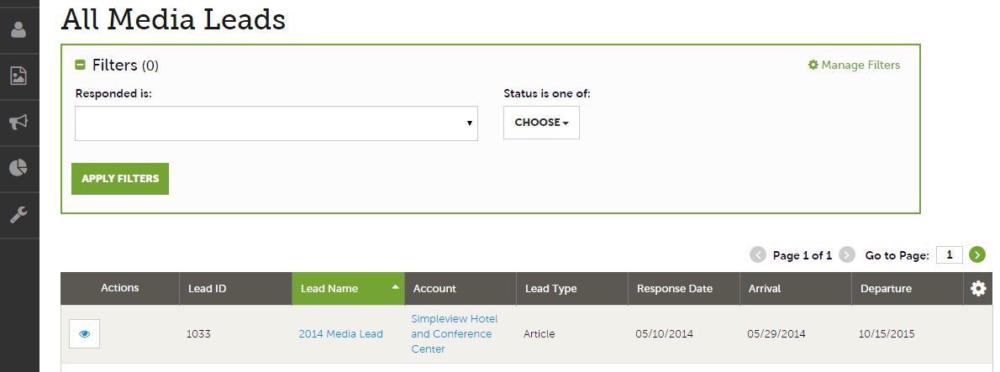 All Media Leads
Filters (0)
Manage Filters
Responded is:
Status is one of:
CHOOSE
APPLY FILTERS
Page 1 of 1
Go to Page: 1
Actions
Lead ID
Lead Name
Account
Lead Type
Response Date
Arrival
Departure
1033
2014 Media Lead
Simpleview Hotel
and Conference
Center
Article
05/10/2014
05/29/2014
10/15/2015